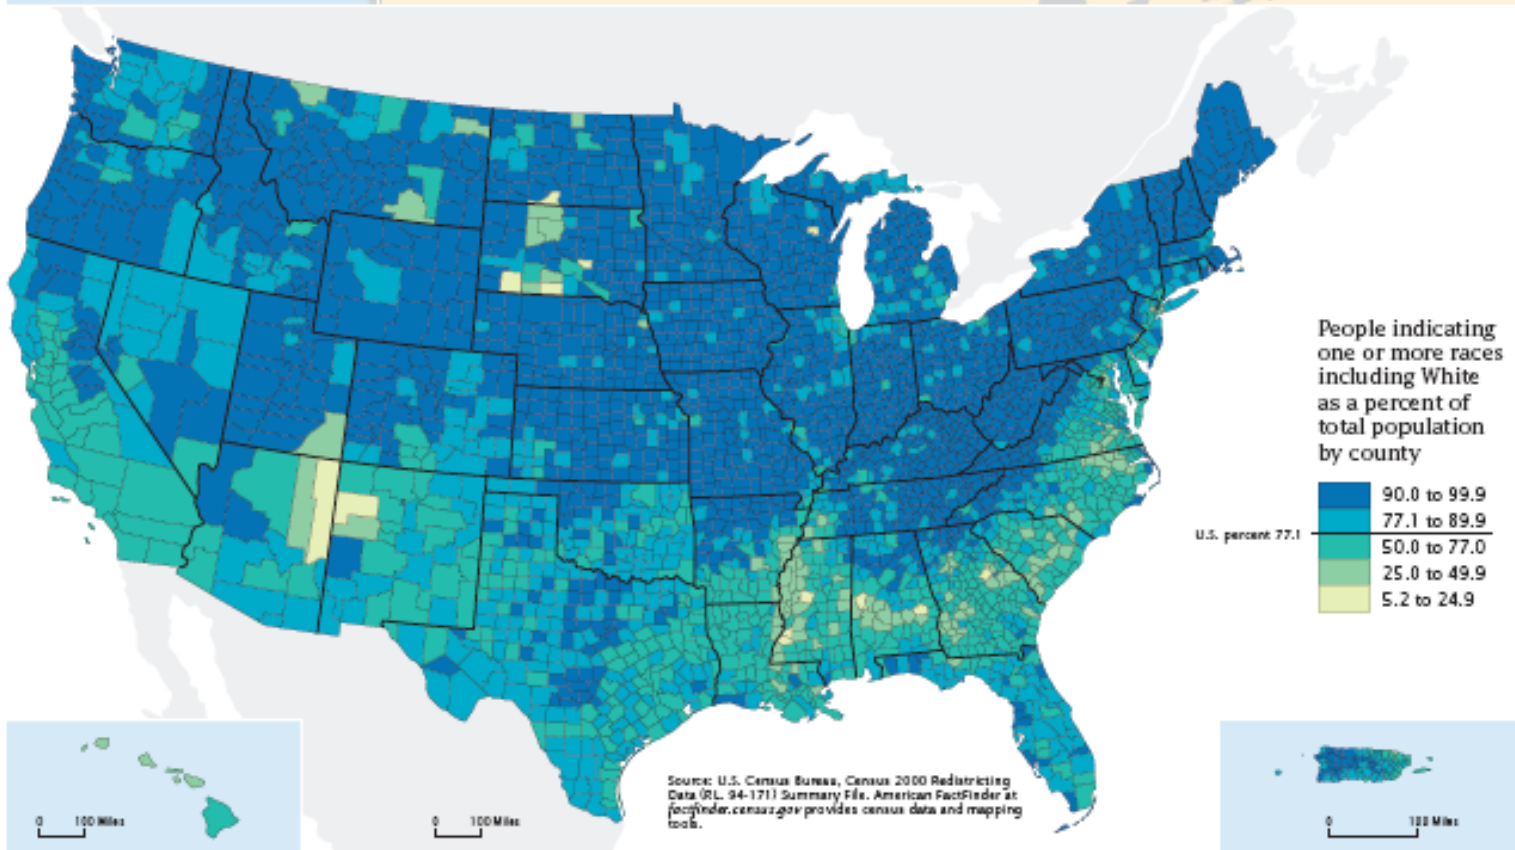 People indicating
one or more races
including White
as a percent of
total population
by county
90.0 to 99.9
77.1 to 89.9
U.S. percent 77.1
50.0 to 77.0
25.0 to 49.9
5.2 to 24.9
Source: U.S. Census Bureau, Census 2000 Redistricting
Data (P.L. 94-171) Summary File. American FactFinder at
factfinder.census.gov provides census data and mapping
tools.
0 100 Miles
0 100 Miles
0 100 Miles